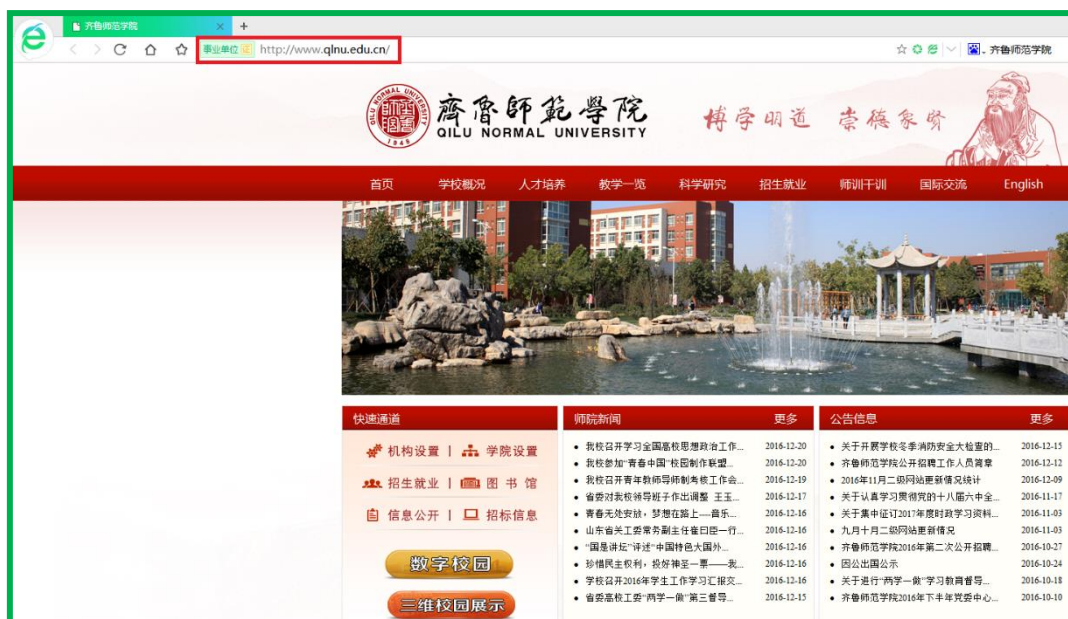 齐鲁师范学院 × +
事业单位 证 http://www.qlnu.edu.cn/ 齐鲁师范学院
QILU NORMAL UNIVERSITY
1948
齊魯師範學院
QILU NORMAL UNIVERSITY
博学明道 崇德象贤
首页 学校概况 人才培养 教学一览 科学研究 招生就业 师训干训 国际交流 English
快速通道
机构设置 | 学院设置
招生就业 | 图 书 馆
信息公开 | 招标信息
数字校园
三维校园展示
师院新闻 更多
我校召开学习全国高校思想政治工作... 2016-12-20
我校参加“青春中国”校园制作联盟... 2016-12-20
我校召开青年教师导师制考核工作会... 2016-12-19
省委对我校领导班子作出调整 王玉... 2016-12-17
青春无处安放，梦想在路上——音乐... 2016-12-16
山东省关工委常务副主任崔曰臣一行... 2016-12-16
“国是讲坛”评述“中国特色大国外... 2016-12-16
珍惜民主权利，投好神圣一票——我... 2016-12-16
学校召开2016年学生工作学习汇报交... 2016-12-16
省委高校工委“两学一做”第三督导... 2016-12-15
公告信息 更多
关于开展学校冬季消防安全大检查的... 2016-12-15
齐鲁师范学院公开招聘工作人员简章 2016-12-12
2016年11月二级网站更新情况统计 2016-12-09
关于认真学习贯彻党的十八届六中全... 2016-11-17
关于集中征订2017年度时政学习资料... 2016-11-03
九月十月二级网站更新情况 2016-11-03
齐鲁师范学院2016年第二次公开招聘... 2016-10-27
因公出国公示 2016-10-24
关于进行“两学一做”学习教育督导... 2016-10-18
齐鲁师范学院2016年下半年党委中心... 2016-10-10